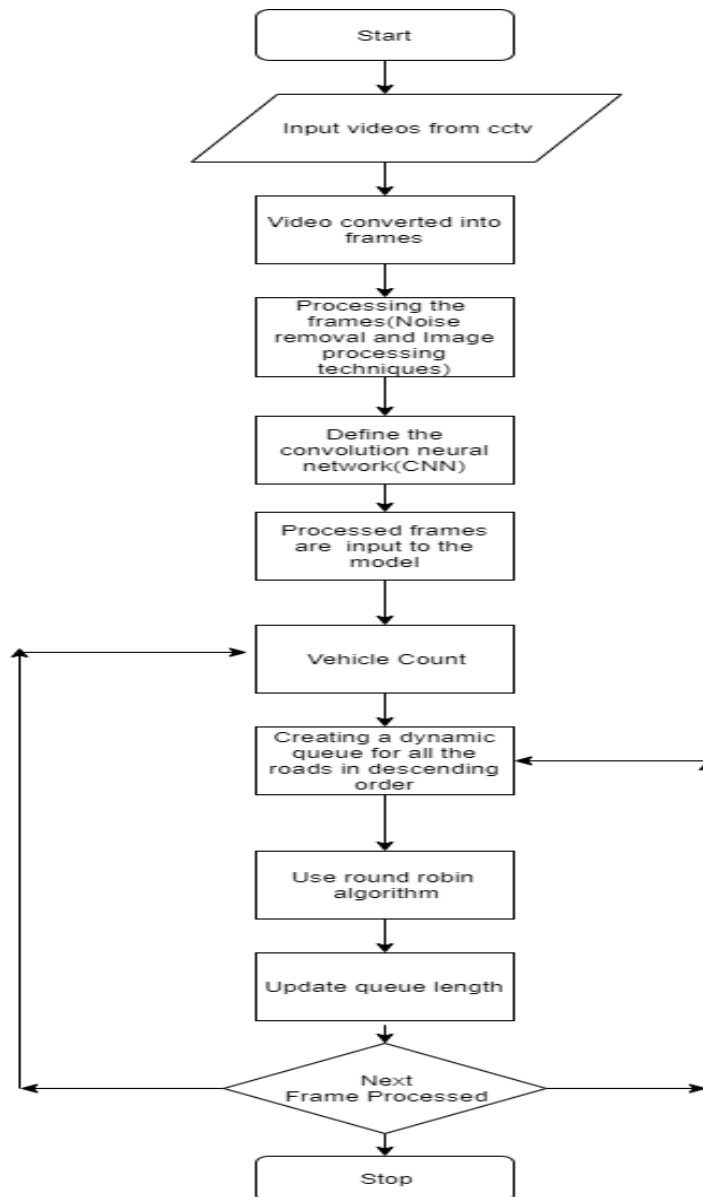 Start
Input videos from cctv
Video converted into
frames
Processing the
frames(Noise
removal and Image
processing
techniques)
Define the
convolution neural
network(CNN)
Processed frames
are input to the
model
Vehicle Count
Creating a dynamic
queue for all the
roads in descending
order
Use round robin
algorithm
Update queue length
Next
Frame Processed
Stop